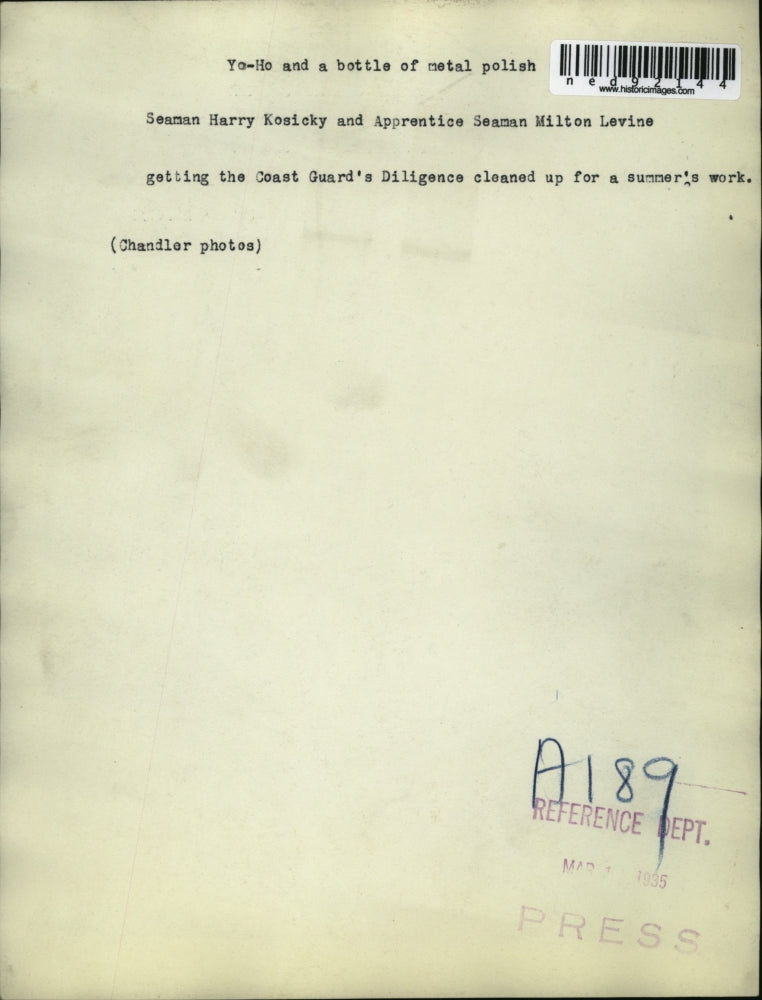 Yo-Ho and a bottle of metal polish
ned92144
www.historicimages.com
Seaman Harry Kosicky and Apprentice Seaman Milton Levine
getting the Coast Guard's Diligence cleaned up for a summer's work.
(Chandler photos)
A189
REFERENCE DEPT.
MAR 1 1935
PRESS